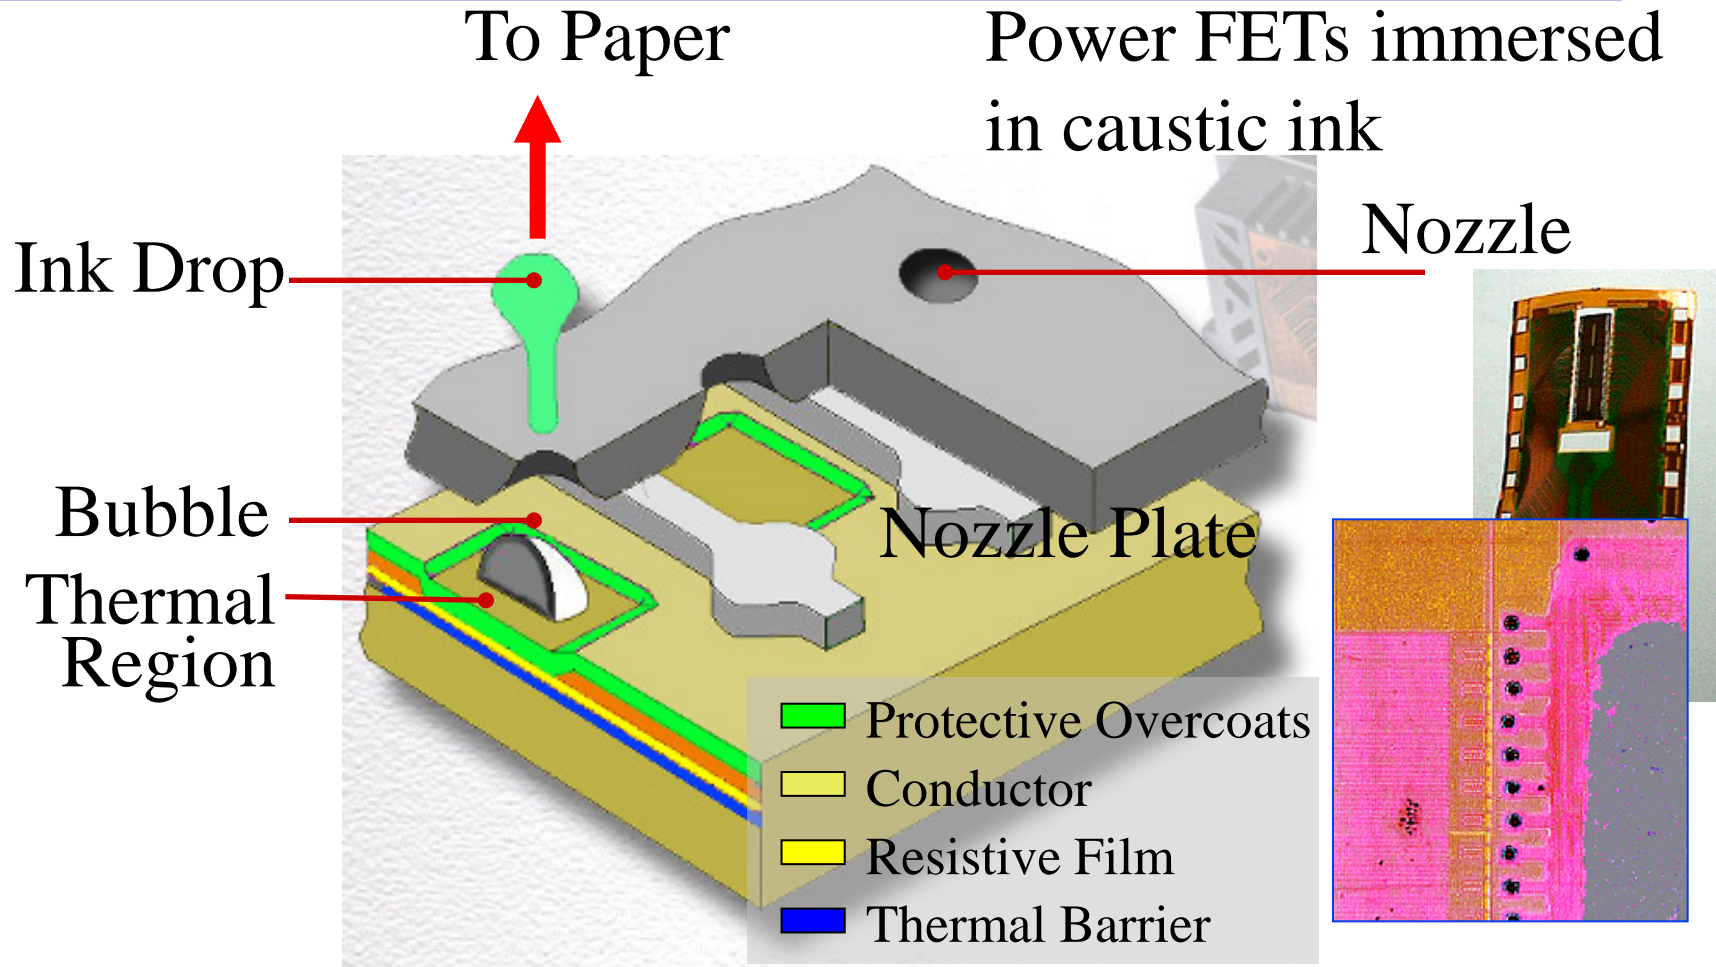 To Paper
Power FETs immersed
in caustic ink
Nozzle
Ink Drop
Bubble
Nozzle Plate
Thermal
Region
Protective Overcoats
Conductor
Resistive Film
Thermal Barrier